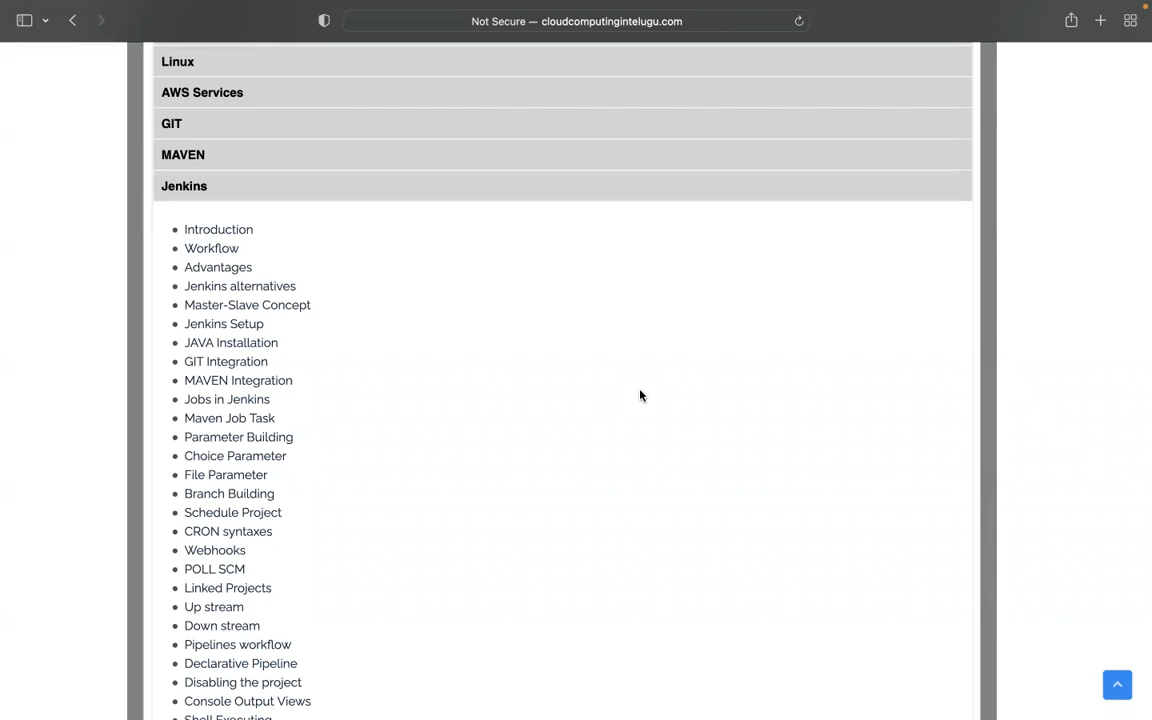 Not Secure — cloudcomputingintelugu.com
Linux
AWS Services
GIT
MAVEN
Jenkins
Introduction
Workflow
Advantages
Jenkins alternatives
Master-Slave Concept
Jenkins Setup
JAVA Installation
GIT Integration
MAVEN Integration
Jobs in Jenkins
Maven Job Task
Parameter Building
Choice Parameter
File Parameter
Branch Building
Schedule Project
CRON syntaxes
Webhooks
POLL SCM
Linked Projects
Up stream
Down stream
Pipelines workflow
Declarative Pipeline
Disabling the project
Console Output Views
Shell Executing